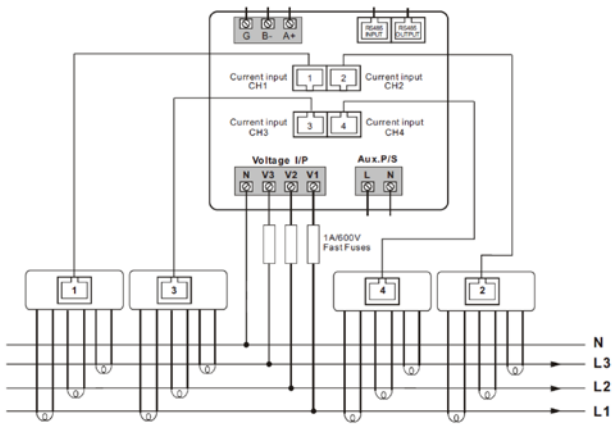 G B- A+
RS485
INPUT
RS485
OUTPUT
Current input
CH1
1
2
Current input
CH2
Current input
CH3
3
4
Current input
CH4
Voltage I/P
Aux.P/S
N V3 V2 V1
L N
1A/600V
Fast Fuses
1
3
4
2
N
L3
L2
L1